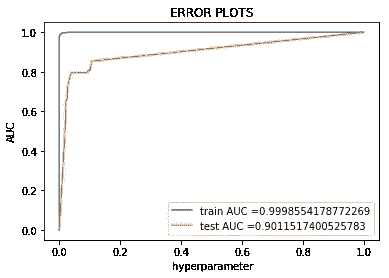 ERROR PLOTS
1.0
0.8
0.6
0.4
0.2
0.0
AUC
train AUC =0.9998554178772269
test AUC =0.9011517400525783
0.0 0.2 0.4 0.6 0.8 1.0
hyperparameter